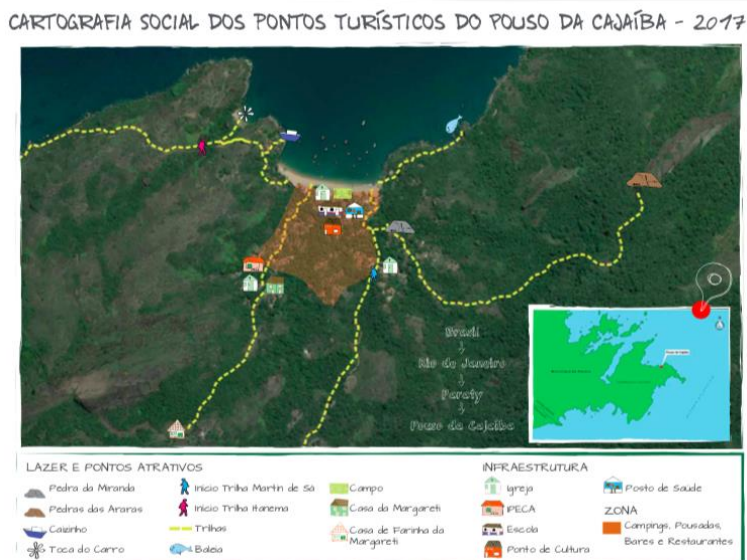 CARTOGRAFIA SOCIAL DOS PONTOS TURÍSTICOS DO POUSO DA CAJAÍBA - 2017
Brasil
Rio de Janeiro
Paraty
Pouso da Cajaíba
LAZER E PONTOS ATRATIVOS
Pedra da Miranda
Pedras das Araras
Caizinho
Toca do Carro
Início Trilha Martin de Sá
Início Trilha Itanema
Trilhas
Baleia
Campo
Casa da Margareti
Casa de Farinha da
Margareti
INFRAESTRUTURA
Igreja
IPECA
Escola
Ponto de Cultura
Posto de Saúde
ZONA
Campings, Pousadas,
Bares e Restaurantes